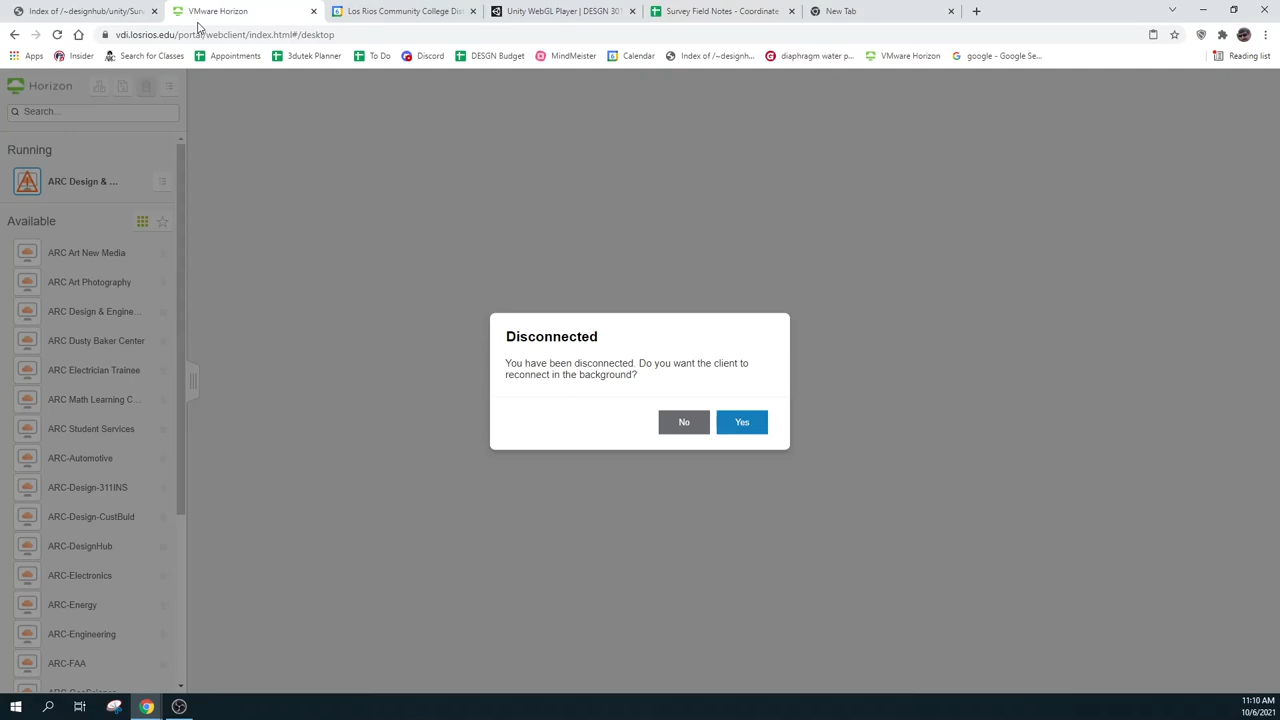 Index of /~designhub/unity/Surv
VMware Horizon
Los Rios Community College Dist
Unity WebGL Player | DESGN 301
Survey Field Notes - Coordinate
New Tab
vdi.losrios.edu/portal/webclient/index.html#/desktop
Apps
Insider
Search for Classes
Appointments
3dutek Planner
To Do
Discord
DESGN Budget
MindMeister
Calendar
Index of /~designh...
diaphragm water p...
VMware Horizon
google - Google Se...
Reading list
Horizon
Search...
Running
ARC Design & ...
Available
ARC Art New Media
ARC Art Photography
ARC Design & Engine...
ARC Dusty Baker Center
ARC Electrician Trainee
ARC Math Learning C...
ARC Student Services
ARC-Automotive
ARC-Design-311INS
ARC-Design-CustBuld
ARC-DesignHub
ARC-Electronics
ARC-Energy
ARC-Engineering
ARC-FAA
Disconnected
You have been disconnected. Do you want the client to
reconnect in the background?
No
Yes
11:10 AM
10/6/2021